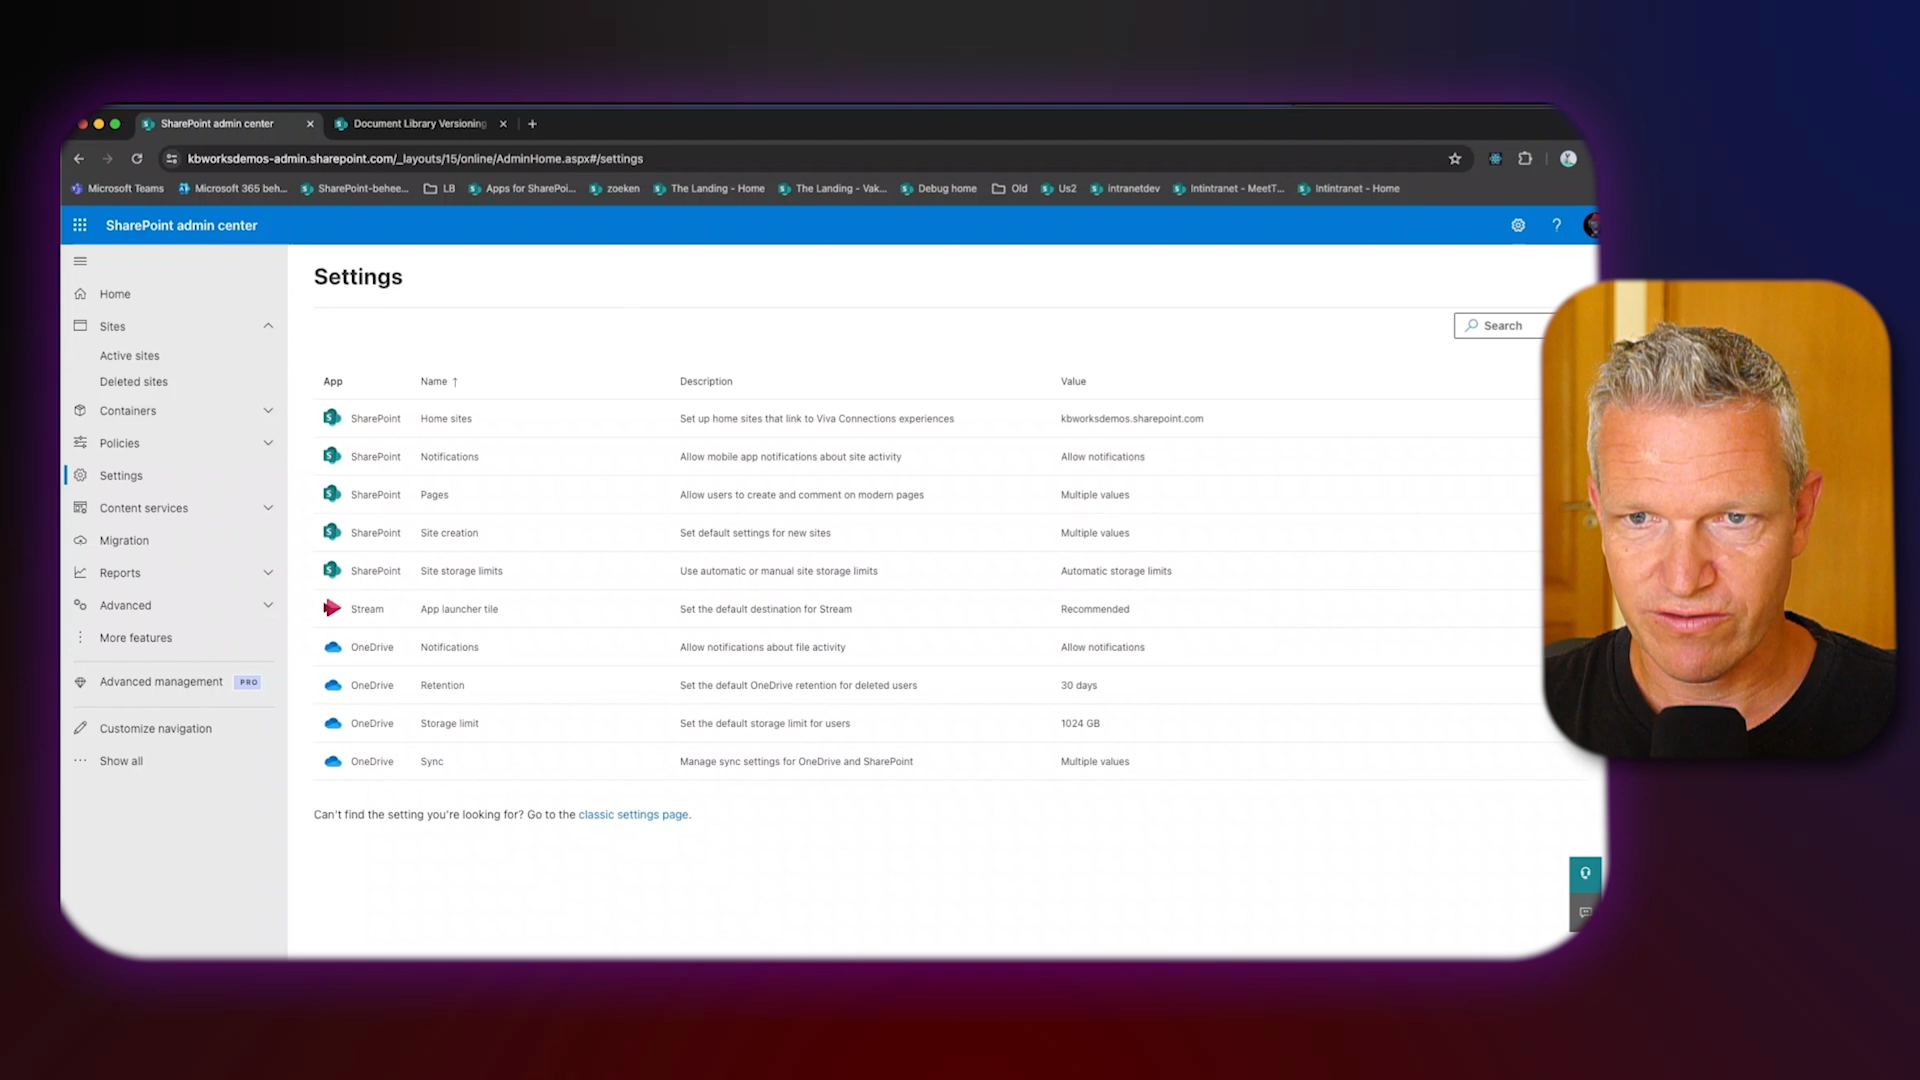 SharePoint admin center
Document Library Versioning
kbworksdemos-admin.sharepoint.com/_layouts/15/online/AdminHome.aspx#/settings
Microsoft Teams
Microsoft 365 beh...
SharePoint-behee...
LB
Apps for SharePoi...
zoeken
The Landing - Home
The Landing - Vak...
Debug home
Old
Us2
intranetdev
Intintranet - MeetT...
Intintranet - Home
SharePoint admin center
?
Home
Sites
Active sites
Deleted sites
Containers
Policies
Settings
Content services
Migration
Reports
Advanced
More features
Advanced management PRO
Customize navigation
Show all
Settings
Search
App Name ↑ Description Value
SharePoint Home sites Set up home sites that link to Viva Connections experiences kbworksdemos.sharepoint.com
SharePoint Notifications Allow mobile app notifications about site activity Allow notifications
SharePoint Pages Allow users to create and comment on modern pages Multiple values
SharePoint Site creation Set default settings for new sites Multiple values
SharePoint Site storage limits Use automatic or manual site storage limits Automatic storage limits
Stream App launcher tile Set the default destination for Stream Recommended
OneDrive Notifications Allow notifications about file activity Allow notifications
OneDrive Retention Set the default OneDrive retention for deleted users 30 days
OneDrive Storage limit Set the default storage limit for users 1024 GB
OneDrive Sync Manage sync settings for OneDrive and SharePoint Multiple values
Can't find the setting you're looking for? Go to the classic settings page.